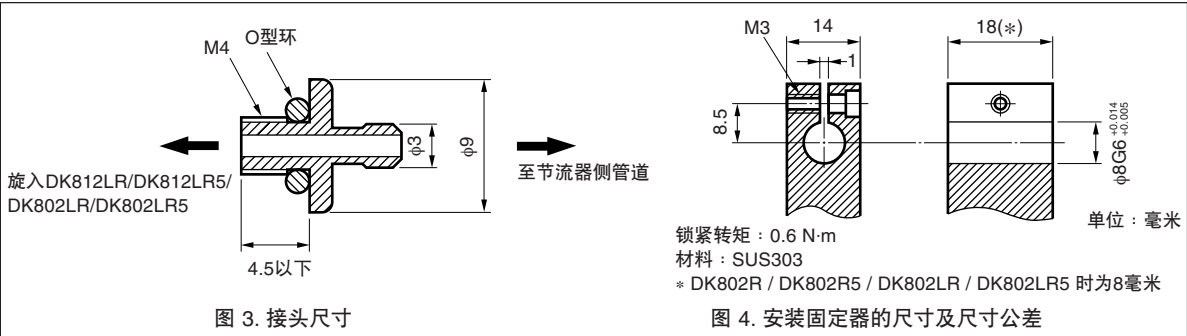 M4
O型环
φ3
φ9
旋入DK812LR/DK812LR5/
DK802LR/DK802LR5
至节流器侧管道
4.5以下
图 3. 接头尺寸
M3
14
1
18(*)
8.5
φ8G6 +0.014 +0.005
单位：毫米
锁紧转矩：0.6 N·m
材料：SUS303
* DK802R / DK802R5 / DK802LR / DK802LR5 时为8毫米
图 4. 安装固定器的尺寸及尺寸公差